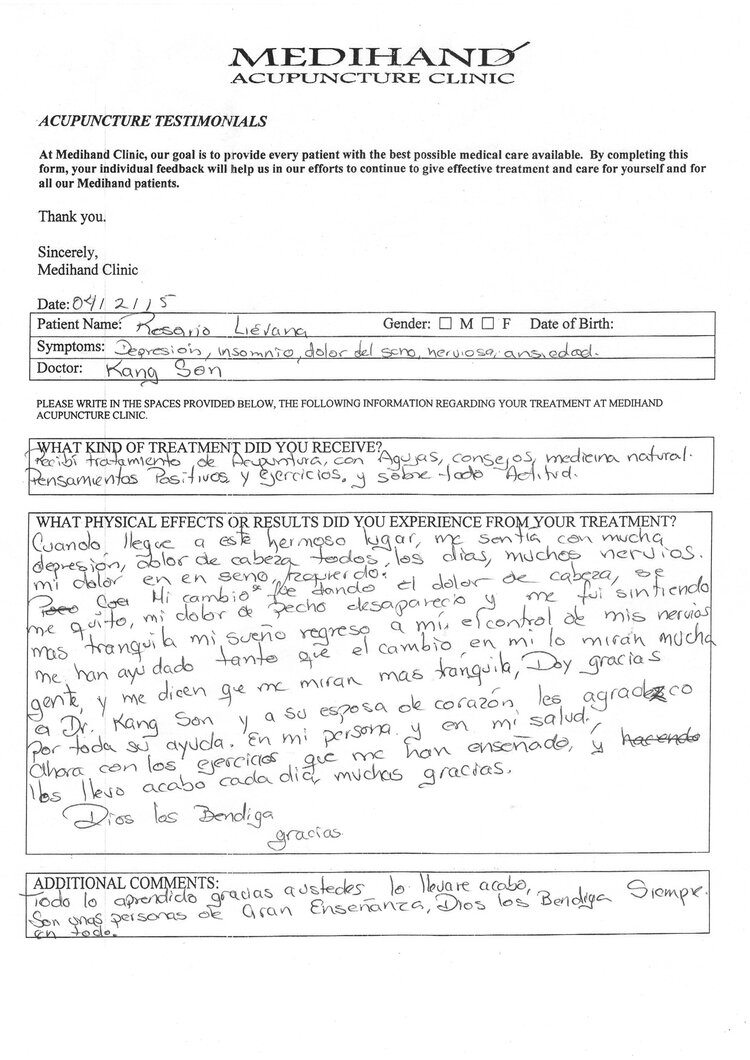 MEDIHAND
ACUPUNCTURE CLINIC
ACUPUNCTURE TESTIMONIALS
At Medihand Clinic, our goal is to provide every patient with the best possible medical care available. By completing this
form, your individual feedback will help us in our efforts to continue to give effective treatment and care for yourself and for
all our Medihand patients.
Thank you.
Sincerely,
Medihand Clinic
Date: 04/2/15
Patient Name: Rosario Liévana Gender: ☐ M ☐ F Date of Birth:
Symptoms: Depresión, insomnio, dolor del seno, nerviosa, ansiedad.
Doctor: Kang Son
PLEASE WRITE IN THE SPACES PROVIDED BELOW, THE FOLLOWING INFORMATION REGARDING YOUR TREATMENT AT MEDIHAND
ACUPUNCTURE CLINIC.
WHAT KIND OF TREATMENT DID YOU RECEIVE?
recibí tratamiento de Acupuntura, con Agujas, consejos, medicina natural.
Pensamientos Positivos y ejercicios. y sobre todo Actitud.
WHAT PHYSICAL EFFECTS OR RESULTS DID YOU EXPERIENCE FROM YOUR TREATMENT?
Cuando llegue a este hermoso lugar, me sentia con mucha
depresión, dolor de cabeza todos, los días, muchos nervios.
mi dolor en en seno, Izquierdo.
Mi cambio fue dando el dolor de cabeza, se
me quito, mi dolor de pecho desaparecio y me fui sintiendo
mas tranquila mi sueño regreso a mi, el control de mis nervios
me han ayudado tanto que el cambio en mi lo miran mucha
gente, y me dicen que me miran mas tranquila, Doy gracias
a Dr. Kang Son y a su esposa de corazón les agradezco
Por toda su ayuda. En mi persona y en mi salud,
Ahora con los ejercicios que me han enseñado, y haciendo
los llevo acabo cada dia, muchas gracias.
Dios los Bendiga
gracias
ADDITIONAL COMMENTS:
Todo lo aprendido gracias austedes lo llevare acabo,
Son unas personas de Gran Enseñanza, Dios los Bendiga Siempre.
en todo.